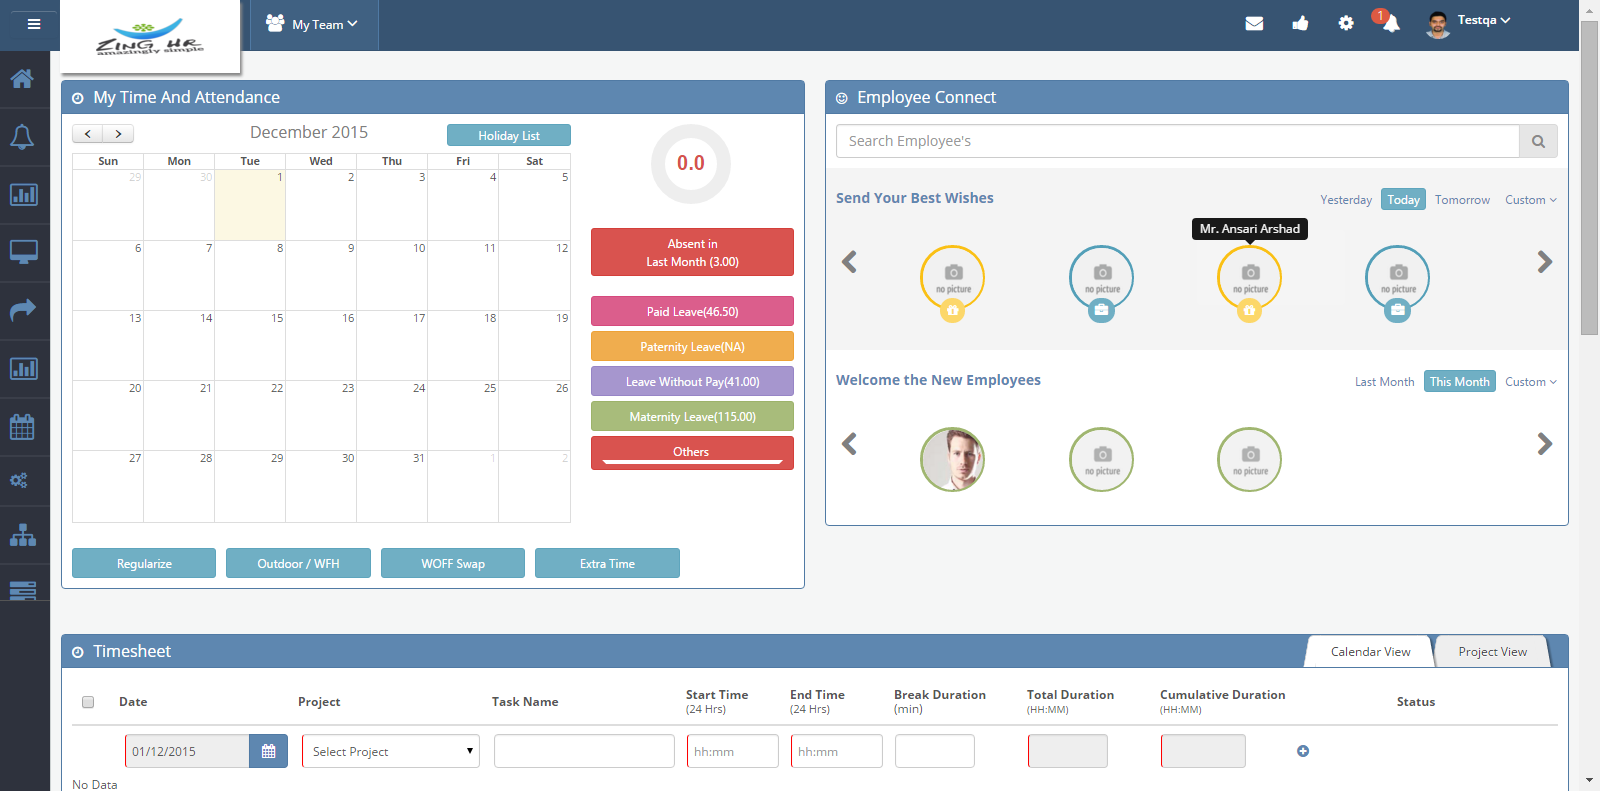 ZING HR
amazingly simple
My Team
1
Testqa
My Time And Attendance
December 2015
Holiday List
Sun Mon Tue Wed Thu Fri Sat
29 30 1 2 3 4 5
6 7 8 9 10 11 12
13 14 15 16 17 18 19
20 21 22 23 24 25 26
27 28 29 30 31 1 2
0.0
Absent in
Last Month (3.00)
Paid Leave(46.50)
Paternity Leave(NA)
Leave Without Pay(41.00)
Maternity Leave(115.00)
Others
Regularize Outdoor / WFH WOFF Swap Extra Time
Employee Connect
Search Employee's
Send Your Best Wishes
Yesterday Today Tomorrow Custom
Mr. Ansari Arshad
no picture no picture no picture no picture
Welcome the New Employees
Last Month This Month Custom
no picture no picture
Timesheet
Calendar View Project View
Date Project Task Name Start Time End Time Break Duration Total Duration Cumulative Duration Status
(24 Hrs) (24 Hrs) (min) (HH:MM) (HH:MM)
01/12/2015 Select Project hh:mm hh:mm
No Data